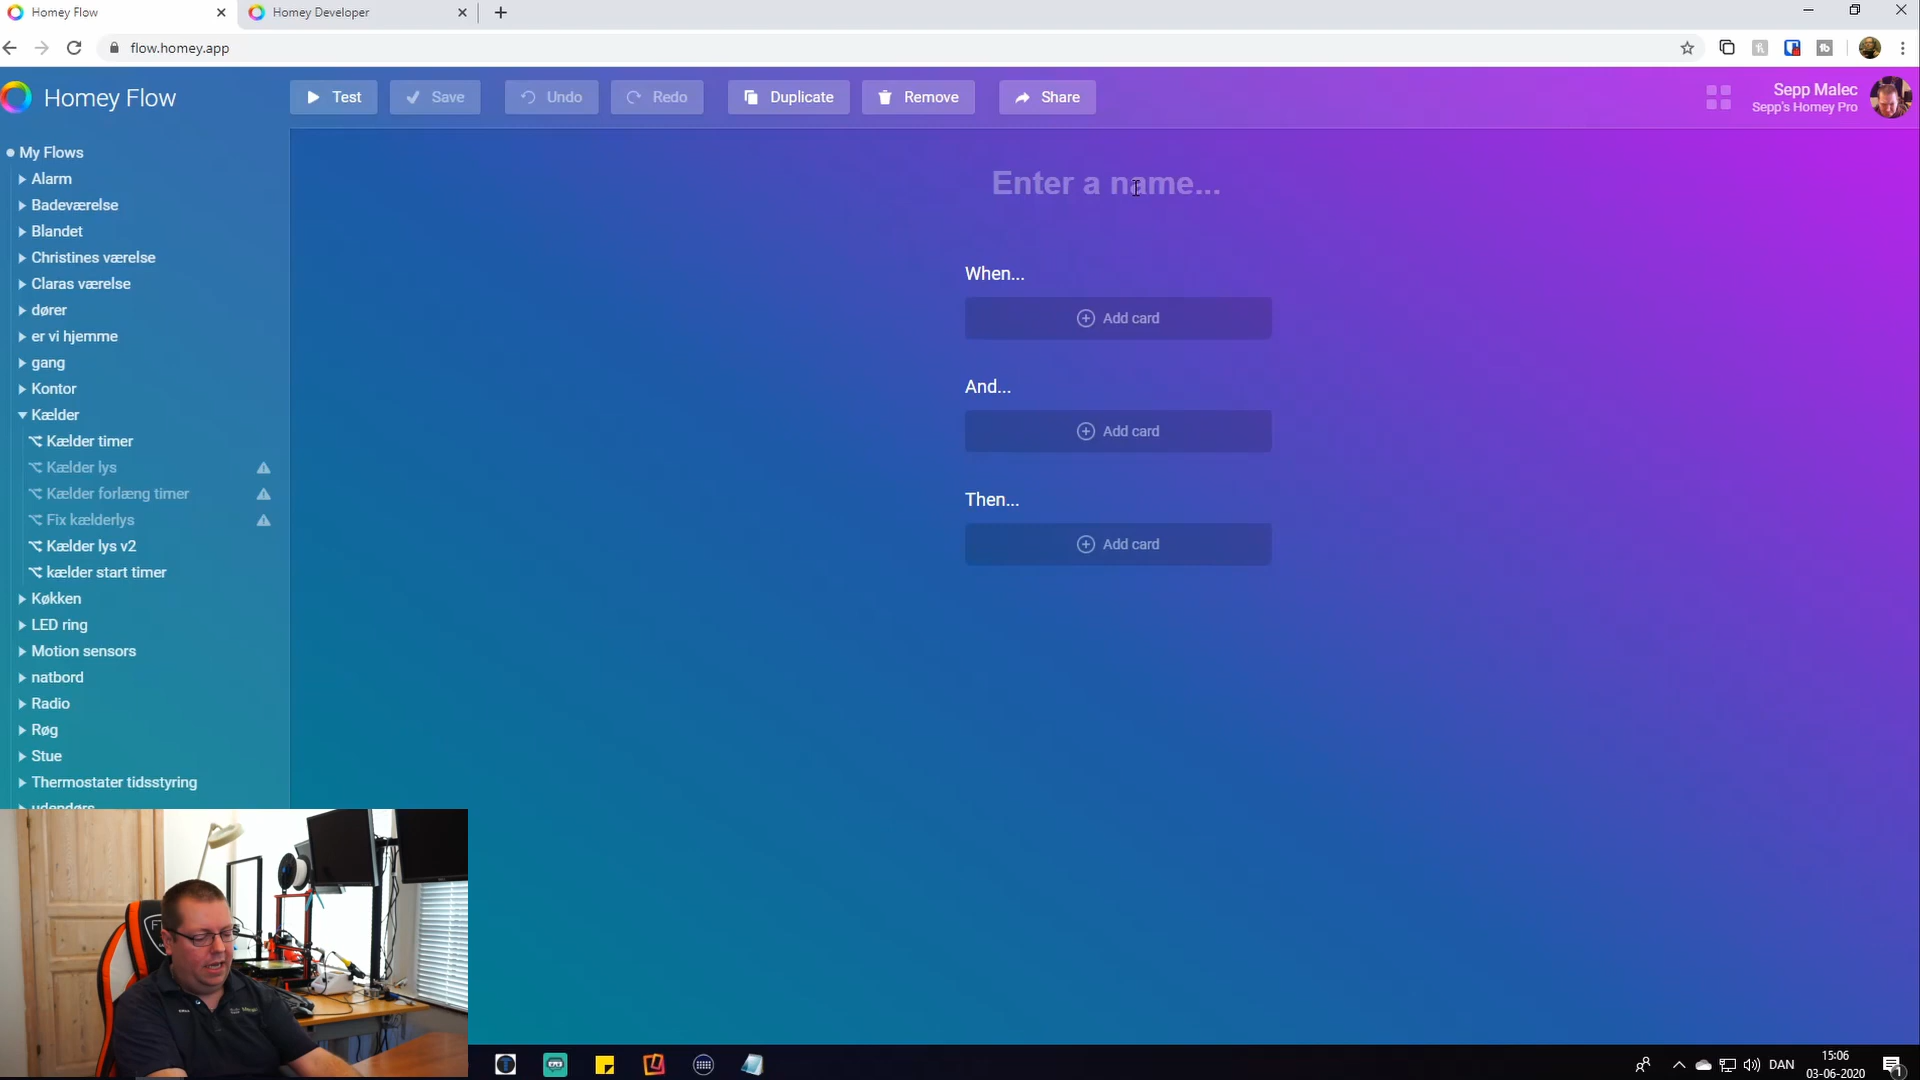 Homey Flow
Homey Developer
flow.homey.app
Homey Flow
Test
Save
Undo
Redo
Duplicate
Remove
Share
Sepp Malec
Sepp's Homey Pro
My Flows
Alarm
Badeværelse
Blandet
Christines værelse
Claras værelse
dører
er vi hjemme
gang
Kontor
Kælder
Kælder timer
Kælder lys
Kælder forlæng timer
Fix kælderlys
Kælder lys v2
kælder start timer
Køkken
LED ring
Motion sensors
natbord
Radio
Røg
Stue
Thermostater tidsstyring
udendørs
Enter a name...
When...
Add card
And...
Add card
Then...
Add card
DAN
15:06
03-06-2020
1